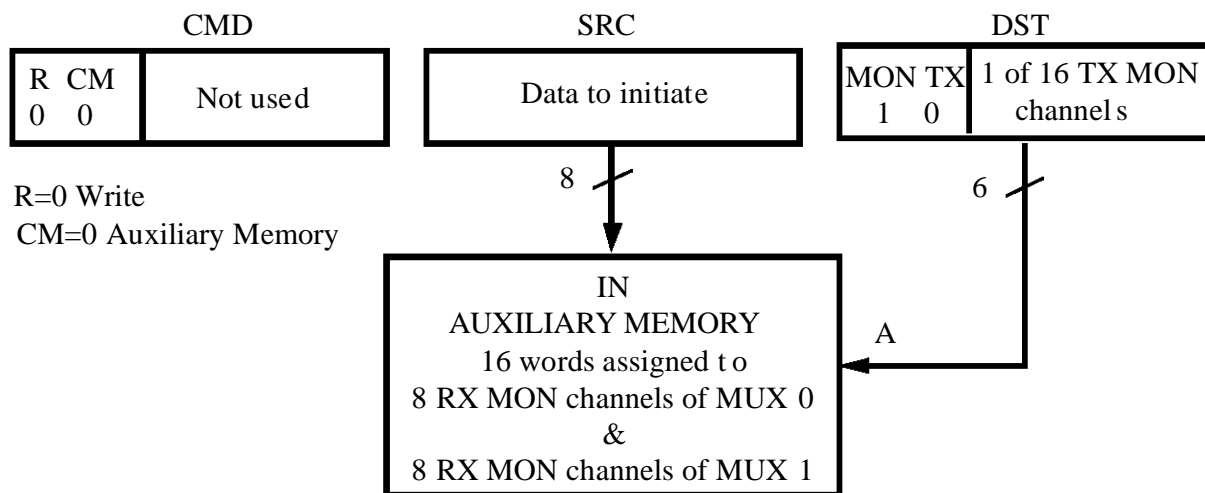 CMD
SRC
DST
R CM
0 0
Not used
Data to initiate
MON TX
1 0
1 of 16 TX MON
channels
8
6
R=0 Write
CM=0 Auxiliary Memory
IN
AUXILIARY MEMORY
16 words assigned to
8 RX MON channels of MUX 0
&
8 RX MON channels of MUX 1
A